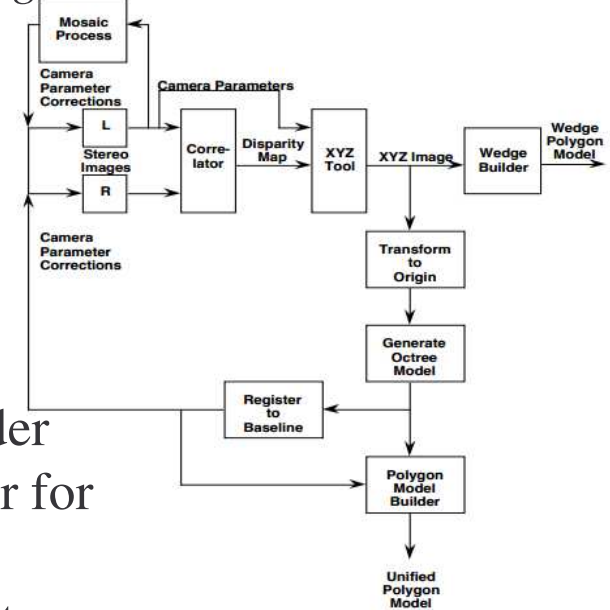 Mosaic
Process
Camera
Parameter
Corrections
Camera Parameters
L
Stereo
Images
R
Corre-
lator
Disparity
Map
XYZ
Tool
XYZ Image
Wedge
Builder
Wedge
Polygon
Model
Camera
Parameter
Corrections
Transform
to
Origin
Generate
Octree
Model
Register
to
Baseline
der
r for
Polygon
Model
Builder
Unified
Polygon
Model